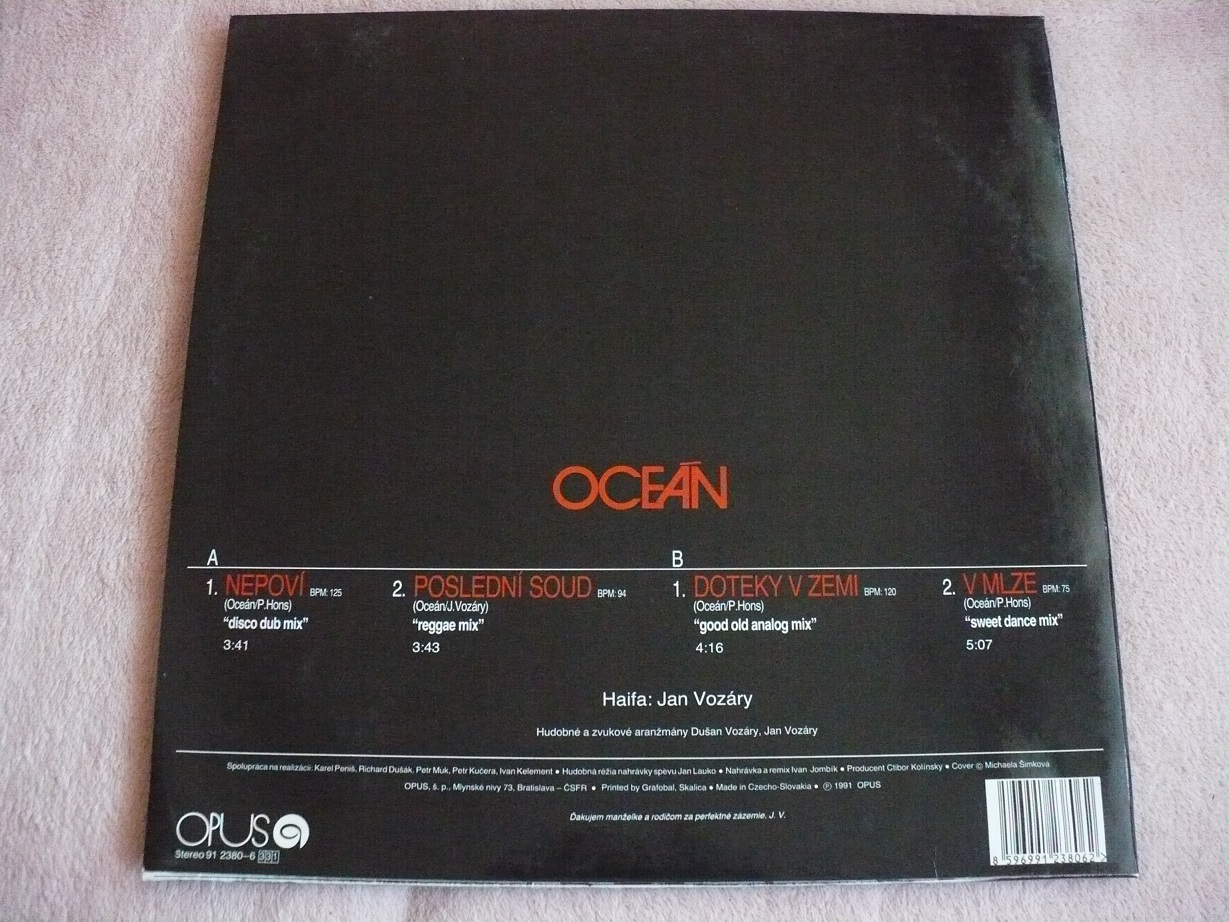 OCEÁN
A
B
1. NEPOVÍ BPM: 125
(Oceán/P.Hons)
“disco dub mix”
3:41
2. POSLEDNÍ SOUD BPM: 94
(Oceán/J.Vozáry)
“reggae mix”
3:43
1. DOTEKY V ZEMI BPM: 120
(Oceán/P.Hons)
“good old analog mix”
4:16
2. V MLZE BPM: 75
(Oceán/P.Hons)
“sweet dance mix”
5:07
Haifa: Jan Vozáry
Hudobné a zvukové aranžmány Dušan Vozáry, Jan Vozáry
Spolupráca na realizácii: Karel Peniš, Richard Dušák, Petr Muk, Petr Kučera, Ivan Kelement ● Hudobná réžia nahrávky spevu Jan Lauko ● Nahrávka a remix Ivan Jombík ● Producent Ctibor Kolínsky ● Cover © Michaela Šimková
OPUS, š. p., Mlynské nivy 73, Bratislava – ČSFR ● Printed by Grafobal, Skalica ● Made in Czecho-Slovakia ● ℗ 1991 OPUS
Ďakujem manželke a rodičom za perfektné zázemie. J. V.
OPUS
Stereo 91 2380–6 33 1
8 596991 238062 >